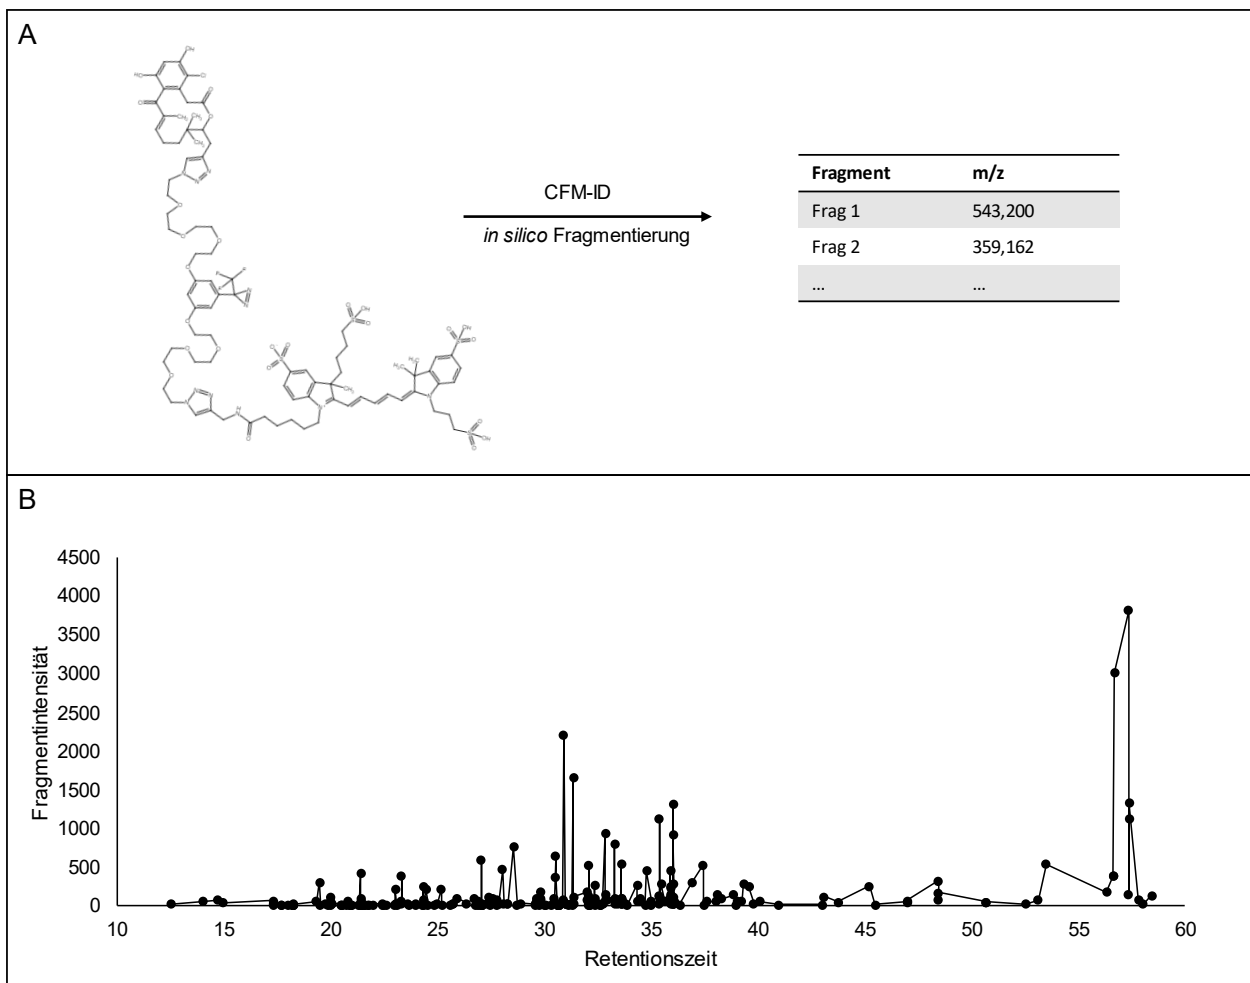 A
CFM-ID
in silico Fragmentierung
Fragment m/z
Frag 1 543,200
Frag 2 359,162
... ...
B
Fragmentintensität
4500
4000
3500
3000
2500
2000
1500
1000
500
0
10 15 20 25 30 35 40 45 50 55 60
Retentionszeit